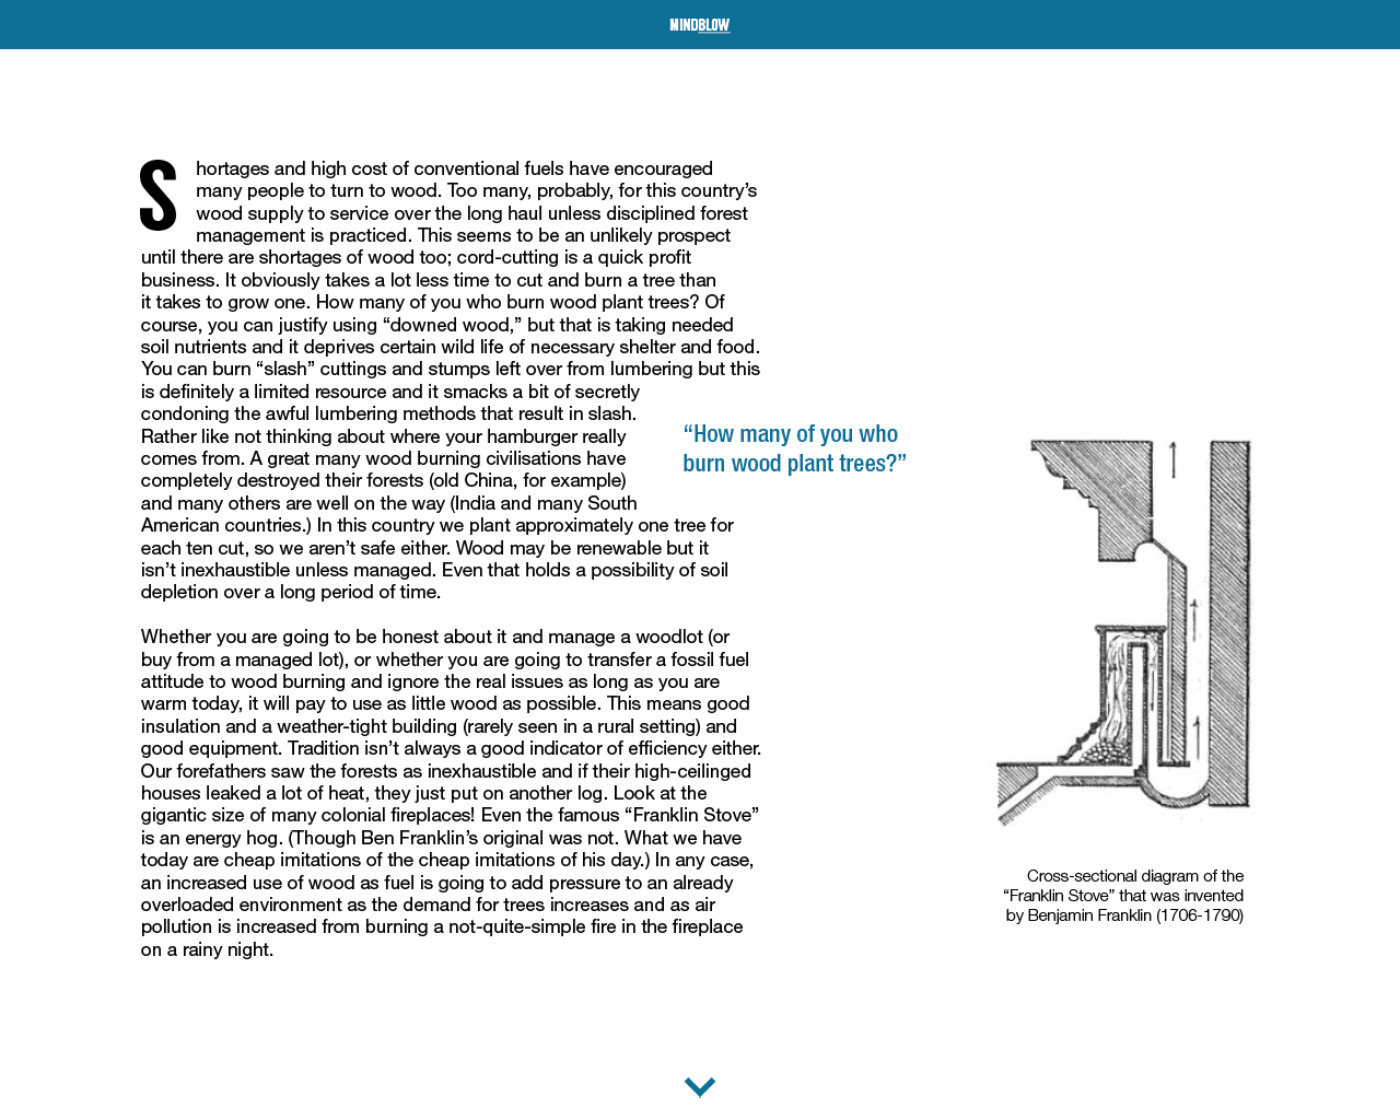 MINDBLOW
Shortages and high cost of conventional fuels have encouraged
many people to turn to wood. Too many, probably, for this country’s
wood supply to service over the long haul unless disciplined forest
management is practiced. This seems to be an unlikely prospect
until there are shortages of wood too; cord-cutting is a quick profit
business. It obviously takes a lot less time to cut and burn a tree than
it takes to grow one. How many of you who burn wood plant trees? Of
course, you can justify using “downed wood,” but that is taking needed
soil nutrients and it deprives certain wild life of necessary shelter and food.
You can burn “slash” cuttings and stumps left over from lumbering but this
is definitely a limited resource and it smacks a bit of secretly
condoning the awful lumbering methods that result in slash.
Rather like not thinking about where your hamburger really
comes from. A great many wood burning civilisations have
completely destroyed their forests (old China, for example)
and many others are well on the way (India and many South
American countries.) In this country we plant approximately one tree for
each ten cut, so we aren’t safe either. Wood may be renewable but it
isn’t inexhaustible unless managed. Even that holds a possibility of soil
depletion over a long period of time.
Whether you are going to be honest about it and manage a woodlot (or
buy from a managed lot), or whether you are going to transfer a fossil fuel
attitude to wood burning and ignore the real issues as long as you are
warm today, it will pay to use as little wood as possible. This means good
insulation and a weather-tight building (rarely seen in a rural setting) and
good equipment. Tradition isn’t always a good indicator of efficiency either.
Our forefathers saw the forests as inexhaustible and if their high-ceilinged
houses leaked a lot of heat, they just put on another log. Look at the
gigantic size of many colonial fireplaces! Even the famous “Franklin Stove”
is an energy hog. (Though Ben Franklin’s original was not. What we have
today are cheap imitations of the cheap imitations of his day.) In any case,
an increased use of wood as fuel is going to add pressure to an already
overloaded environment as the demand for trees increases and as air
pollution is increased from burning a not-quite-simple fire in the fireplace
on a rainy night.
“How many of you who
burn wood plant trees?”
Cross-sectional diagram of the
“Franklin Stove” that was invented
by Benjamin Franklin (1706-1790)